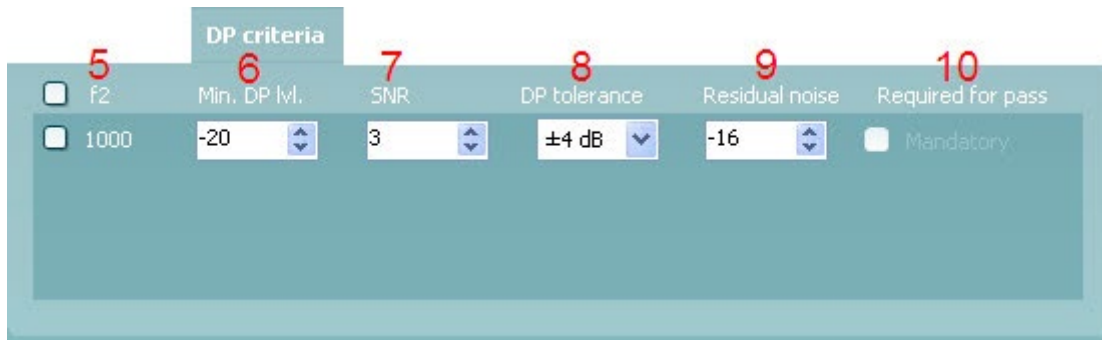 DP criteria
5 6 7 8 9 10
f2 Min. DP lvl. SNR DP tolerance Residual noise Required for pass
1000 -20 3 ±4 dB -16 Mandatory